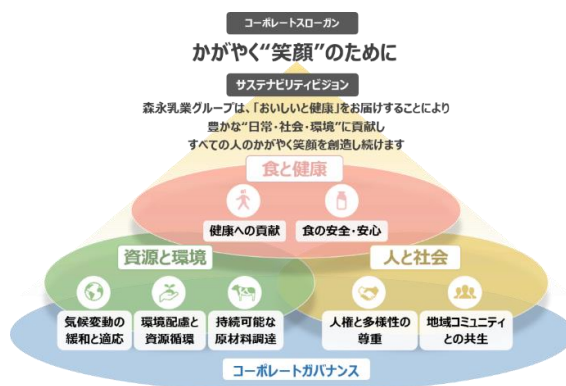 コーポレートスローガン
かがやく“笑顔”のために
サステナビリティビジョン
森永乳業グループは、「おいしいと健康」をお届けすることにより
豊かな“日常・社会・環境”に貢献し
すべての人のかがやく笑顔を創造し続けます
食と健康
健康への貢献
食の安全・安心
資源と環境
人と社会
気候変動の
緩和と適応
環境配慮と
資源循環
持続可能な
原材料調達
人権と多様性の
尊重
地域コミュニティ
との共生
コーポレートガバナンス